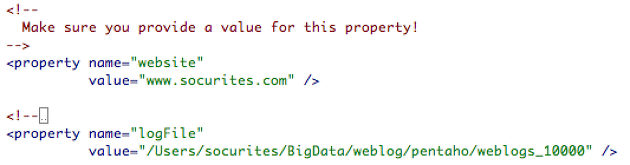 <!--
Make sure you provide a value for this property!
-->
<property name="website"
value="www.socurites.com" />
<!--..
<property name="logFile"
value="/Users/socurites/BigData/weblog/pentaho/weblogs_10000" />